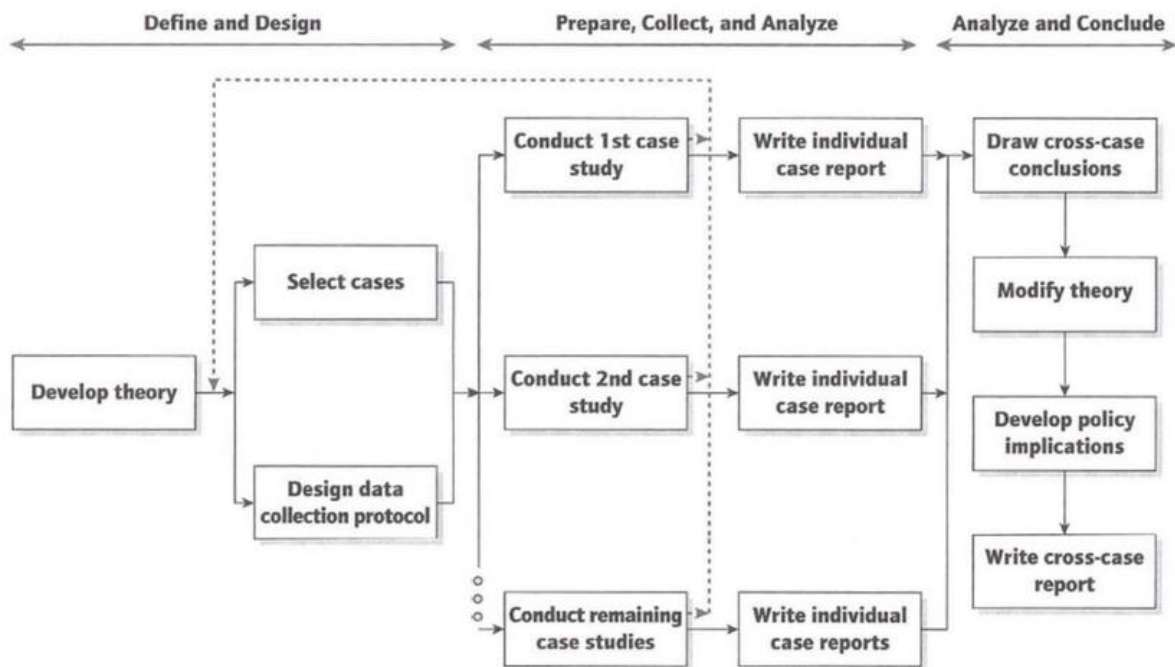 Define and Design
Prepare, Collect, and Analyze
Analyze and Conclude
Conduct 1st case
study
Write individual
case report
Draw cross-case
conclusions
Select cases
Modify theory
Develop theory
Conduct 2nd case
study
Write individual
case report
Develop policy
implications
Design data
collection protocol
Write cross-case
report
Conduct remaining
case studies
Write individual
case reports